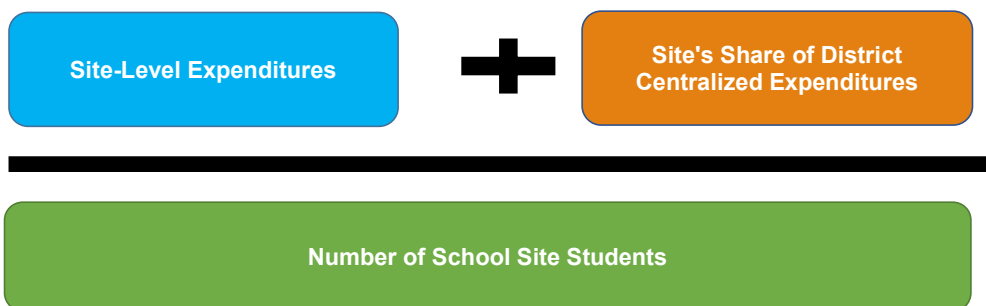 Site-Level Expenditures
Site's Share of District
Centralized Expenditures
Number of School Site Students